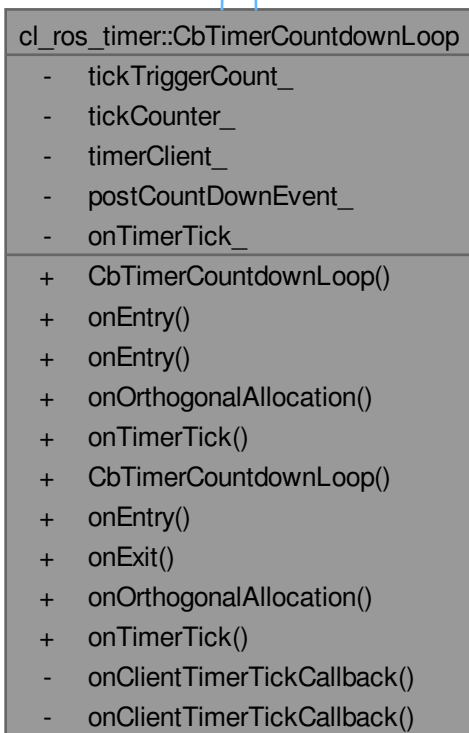 cl_ros_timer::CbTimerCountdownLoop
- tickTriggerCount_
- tickCounter_
- timerClient_
- postCountDownEvent_
- onTimerTick_
+ CbTimerCountdownLoop()
+ onEntry()
+ onEntry()
+ onOrthogonalAllocation()
+ onTimerTick()
+ CbTimerCountdownLoop()
+ onEntry()
+ onExit()
+ onOrthogonalAllocation()
+ onTimerTick()
- onClientTimerTickCallback()
- onClientTimerTickCallback()